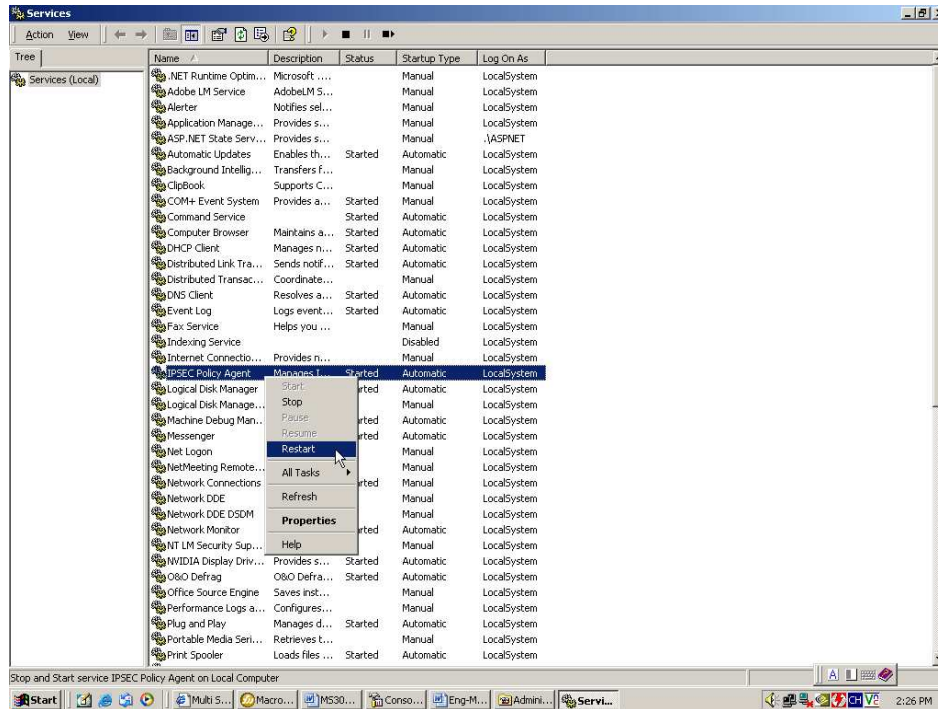 Services
Action View
Tree
Services (Local)
Name Description Status Startup Type Log On As
.NET Runtime Optim... Microsoft .... Manual LocalSystem
Adobe LM Service AdobeLM S... Manual LocalSystem
Alerter Notifies sel... Manual LocalSystem
Application Manage... Provides s... Manual LocalSystem
ASP.NET State Serv... Provides s... Manual .\ASPNET
Automatic Updates Enables th... Started Automatic LocalSystem
Background Intellig... Transfers f... Manual LocalSystem
ClipBook Supports C... Manual LocalSystem
COM+ Event System Provides a... Started Manual LocalSystem
Command Service Started Automatic LocalSystem
Computer Browser Maintains a... Started Automatic LocalSystem
DHCP Client Manages n... Started Automatic LocalSystem
Distributed Link Tra... Sends notif... Started Automatic LocalSystem
Distributed Transac... Coordinate... Manual LocalSystem
DNS Client Resolves a... Started Automatic LocalSystem
Event Log Logs event... Started Automatic LocalSystem
Fax Service Helps you ... Manual LocalSystem
Indexing Service Disabled LocalSystem
Internet Connectio... Provides n... Manual LocalSystem
IPSEC Policy Agent Manages I... Started Automatic LocalSystem
Logical Disk Manager Start rted Automatic LocalSystem
Logical Disk Manage... Stop Manual LocalSystem
Machine Debug Man... Pause rted Automatic LocalSystem
Messenger Resume rted Automatic LocalSystem
Net Logon Restart Manual LocalSystem
NetMeeting Remote... All Tasks Manual LocalSystem
Network Connections rted Manual LocalSystem
Network DDE Refresh Manual LocalSystem
Network DDE DSDM Properties Manual LocalSystem
Network Monitor rted Automatic LocalSystem
NT LM Security Sup... Help Manual LocalSystem
NVIDIA Display Driv... Provides s... Started Automatic LocalSystem
O&O Defrag O&O Defra... Started Automatic LocalSystem
Office Source Engine Saves inst... Manual LocalSystem
Performance Logs a... Configures... Manual LocalSystem
Plug and Play Manages d... Started Automatic LocalSystem
Portable Media Seri... Retrieves t... Manual LocalSystem
Print Spooler Loads files ... Started Automatic LocalSystem
Stop and Start service IPSEC Policy Agent on Local Computer
A
Start Multi S... Macro... MS30... Conso... Eng-M... Admini... Servi... CH 2:26 PM